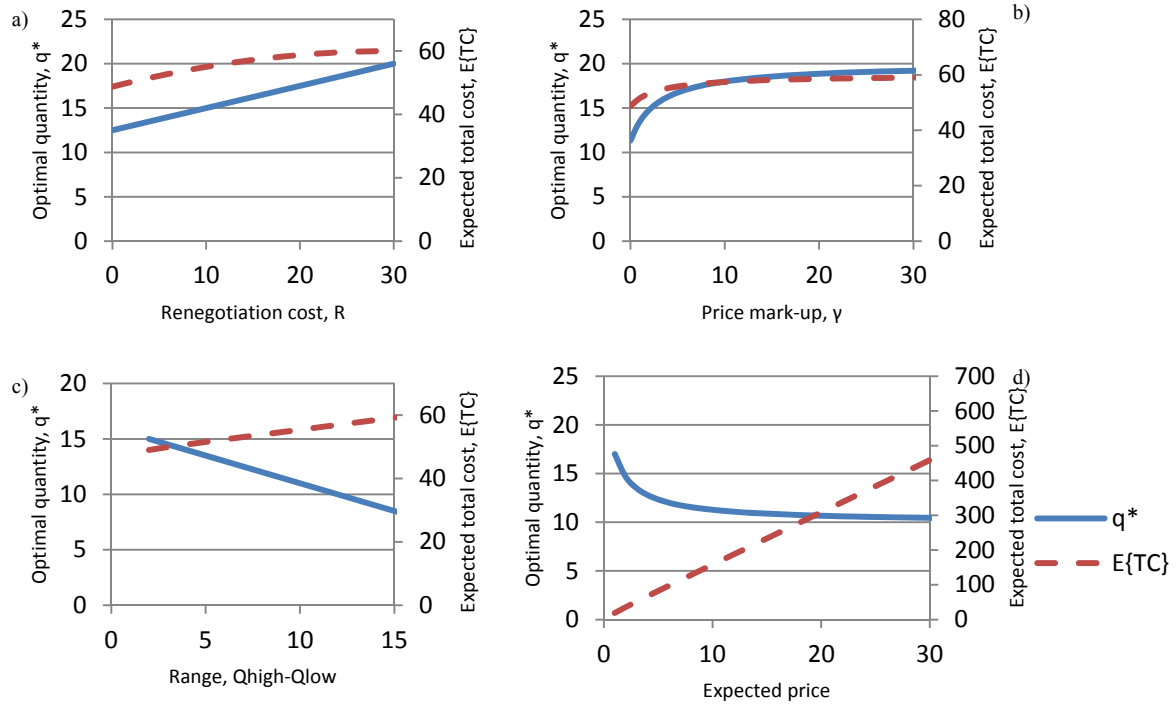 a)
25
20
15
10
5
0
Optimal quantity, q*
60
40
20
0
Expected total cost, E{TC}
0 10 20 30
Renegotiation cost, R
b)
25
20
15
10
5
0
Optimal quantity, q*
80
60
40
20
0
Expected total cost, E{TC}
0 10 20 30
Price mark-up, γ
c)
20
15
10
5
0
Optimal quantity, q*
60
40
20
0
Expected total cost, E{TC}
0 5 10 15
Range, Qhigh-Qlow
d)
25
20
15
10
5
0
Optimal quantity, q*
700
600
500
400
300
200
100
0
Expected total cost, E{TC}
0 10 20 30
Expected price
q*
E{TC}